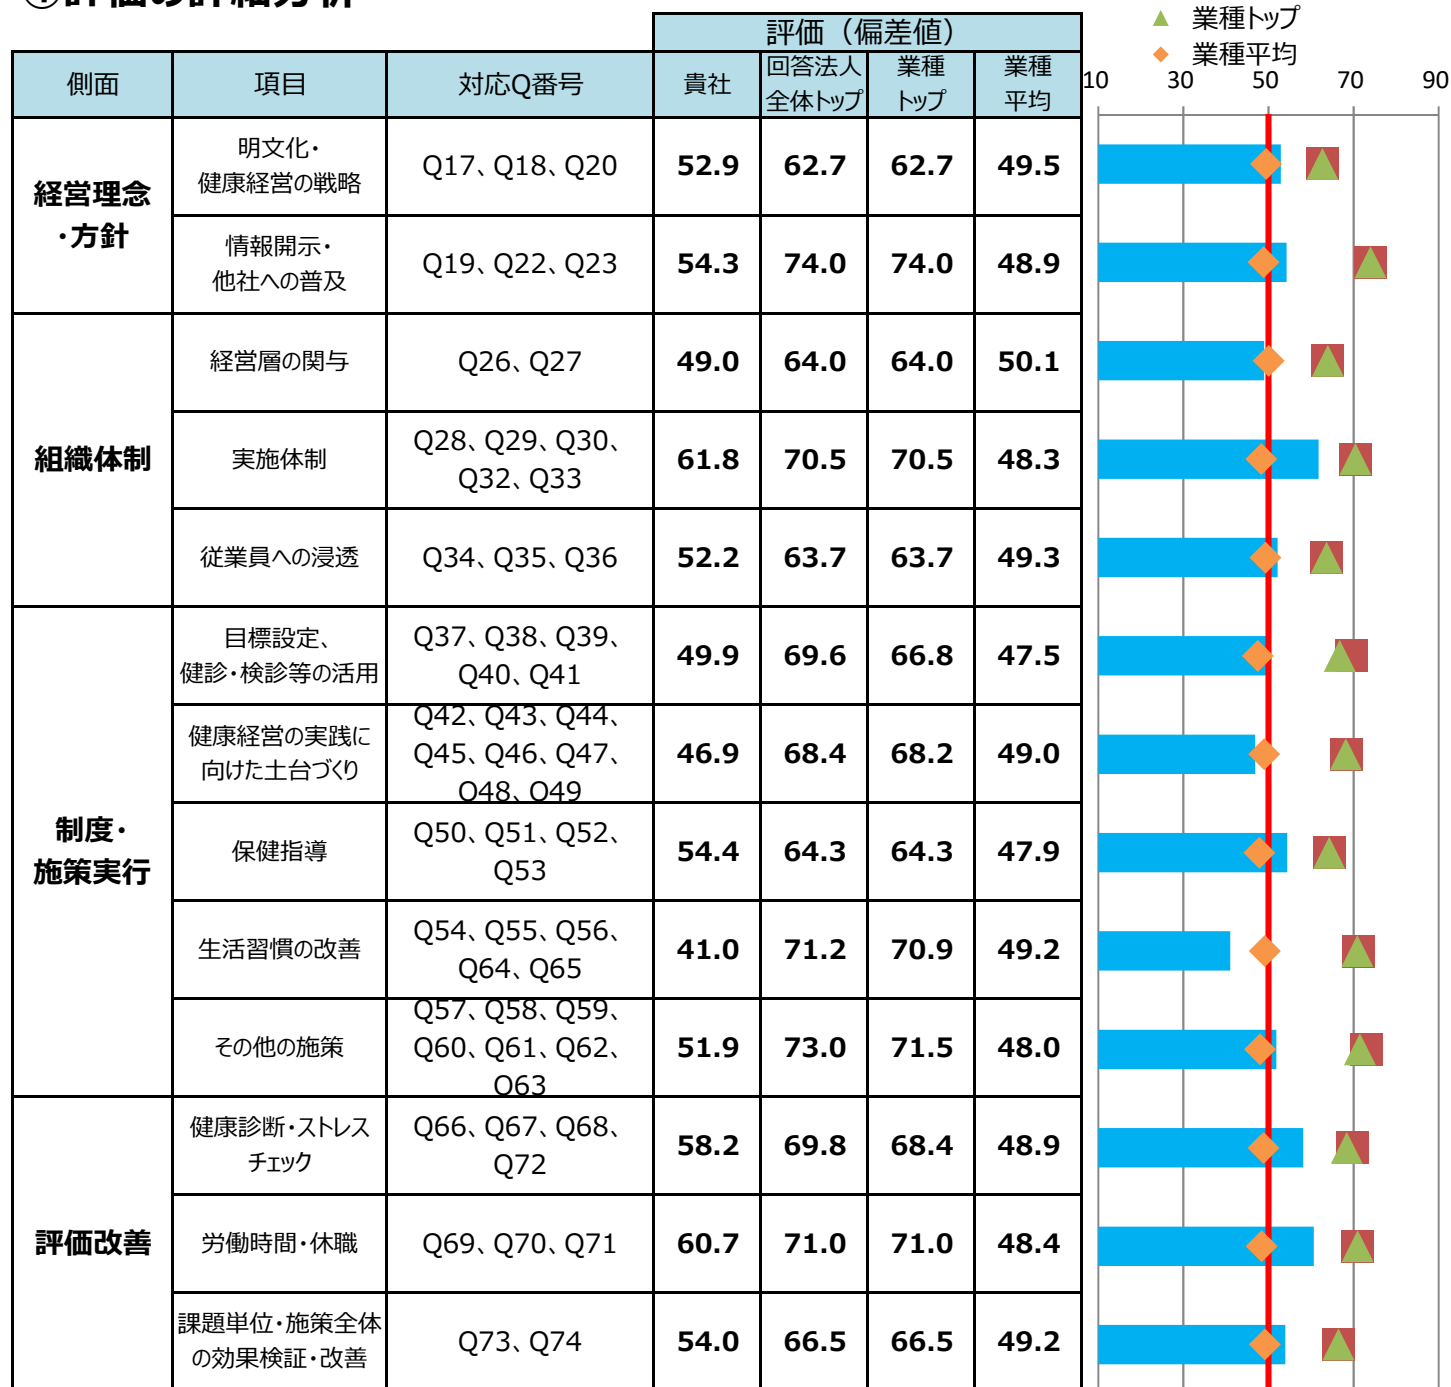 ①評価の詳細分析
業種トップ
業種平均
評価（偏差値）
側面 項目 対応Q番号 貴社 回答法人 業種 業種
全体トップ トップ 平均
10 30 50 70 90
経営理念
・方針
明文化・
健康経営の戦略
Q17、Q18、Q20 52.9 62.7 62.7 49.5
情報開示・
他社への普及
Q19、Q22、Q23 54.3 74.0 74.0 48.9
組織体制
経営層の関与 Q26、Q27 49.0 64.0 64.0 50.1
実施体制
Q28、Q29、Q30、
Q32、Q33
61.8 70.5 70.5 48.3
従業員への浸透 Q34、Q35、Q36 52.2 63.7 63.7 49.3
制度・
施策実行
目標設定、
健診・検診等の活用
Q37、Q38、Q39、
Q40、Q41
49.9 69.6 66.8 47.5
健康経営の実践に
向けた土台づくり
Q42、Q43、Q44、
Q45、Q46、Q47、
Q48、Q49
46.9 68.4 68.2 49.0
保健指導
Q50、Q51、Q52、
Q53
54.4 64.3 64.3 47.9
生活習慣の改善
Q54、Q55、Q56、
Q64、Q65
41.0 71.2 70.9 49.2
その他の施策
Q57、Q58、Q59、
Q60、Q61、Q62、
Q63
51.9 73.0 71.5 48.0
評価改善
健康診断・ストレス
チェック
Q66、Q67、Q68、
Q72
58.2 69.8 68.4 48.9
労働時間・休職 Q69、Q70、Q71 60.7 71.0 71.0 48.4
課題単位・施策全体
の効果検証・改善
Q73、Q74 54.0 66.5 66.5 49.2